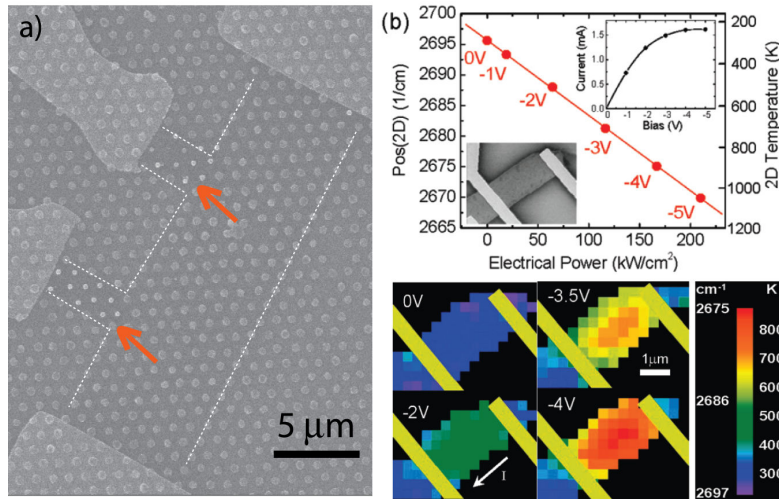 a)
5 μm
(b)
2700
2695
2690
2685
2680
2675
2670
2665
Pos(2D) (1/cm)
0V
-1V
-2V
-3V
-4V
-5V
0 50 100 150 200
Electrical Power (kW/cm²)
200
400
600
800
1000
1200
2D Temperature (K)
1.5
1.0
0.5
0.0
Current (mA)
0 -1 -2 -3 -4 -5
Bias (V)
0V
-3.5V
1μm
-2V
I
-4V
cm⁻¹ K
2675
2686
2697
800
700
600
500
400
300